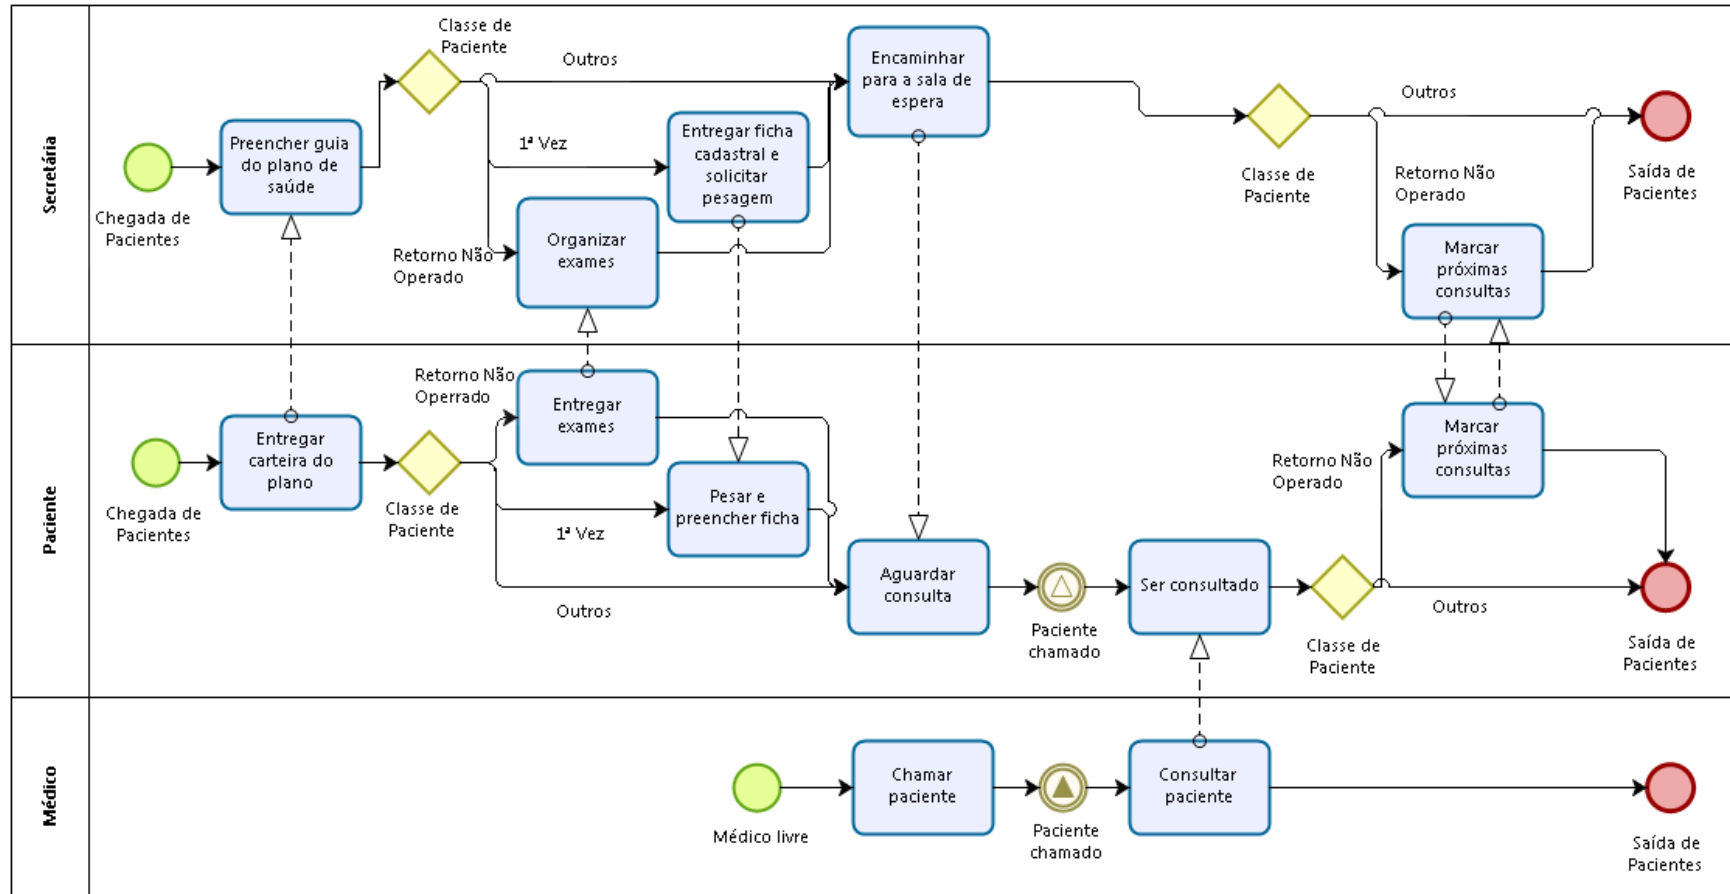 Secretária
Chegada de
Pacientes
Preencher guia
do plano de
saúde
Classe de
Paciente
Outros
1ª Vez
Retorno Não
Operado
Organizar
exames
Entregar ficha
cadastral e
solicitar
pesagem
Encaminhar
para a sala de
espera
Classe de
Paciente
Outros
Retorno Não
Operado
Marcar
próximas
consultas
Saída de
Pacientes
Paciente
Chegada de
Pacientes
Entregar
carteira do
plano
Classe de
Paciente
Retorno Não
Operrado
Entregar
exames
1ª Vez
Pesar e
preencher ficha
Outros
Aguardar
consulta
Paciente
chamado
Ser consultado
Classe de
Paciente
Retorno Não
Operado
Marcar
próximas
consultas
Outros
Saída de
Pacientes
Médico
Médico livre
Chamar
paciente
Paciente
chamado
Consultar
paciente
Saída de
Pacientes